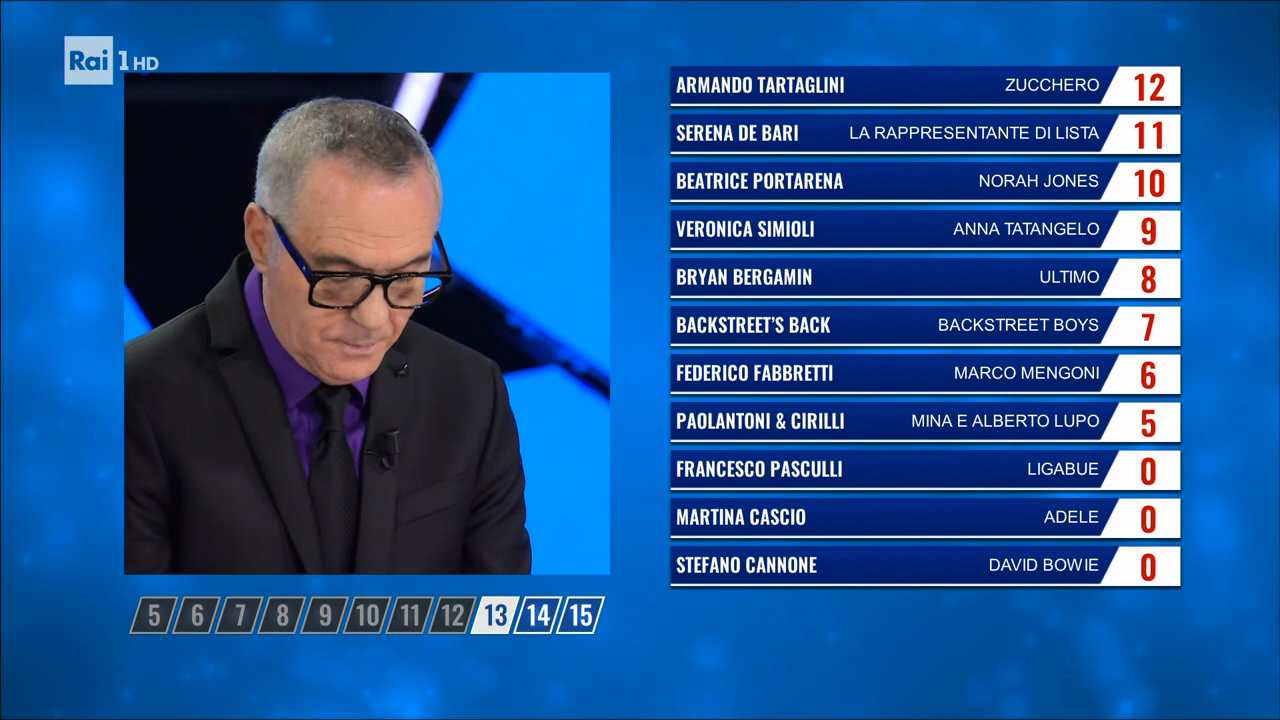 Rai 1 HD
ARMANDO TARTAGLINI ZUCCHERO 12
SERENA DE BARI LA RAPPRESENTANTE DI LISTA 11
BEATRICE PORTARENA NORAH JONES 10
VERONICA SIMIOLI ANNA TATANGELO 9
BRYAN BERGAMIN ULTIMO 8
BACKSTREET'S BACK BACKSTREET BOYS 7
FEDERICO FABBRETTI MARCO MENGONI 6
PAOLANTONI & CIRILLI MINA E ALBERTO LUPO 5
FRANCESCO PASCULLI LIGABUE 0
MARTINA CASCIO ADELE 0
STEFANO CANNONE DAVID BOWIE 0
5 6 7 8 9 10 11 12 13 14 15